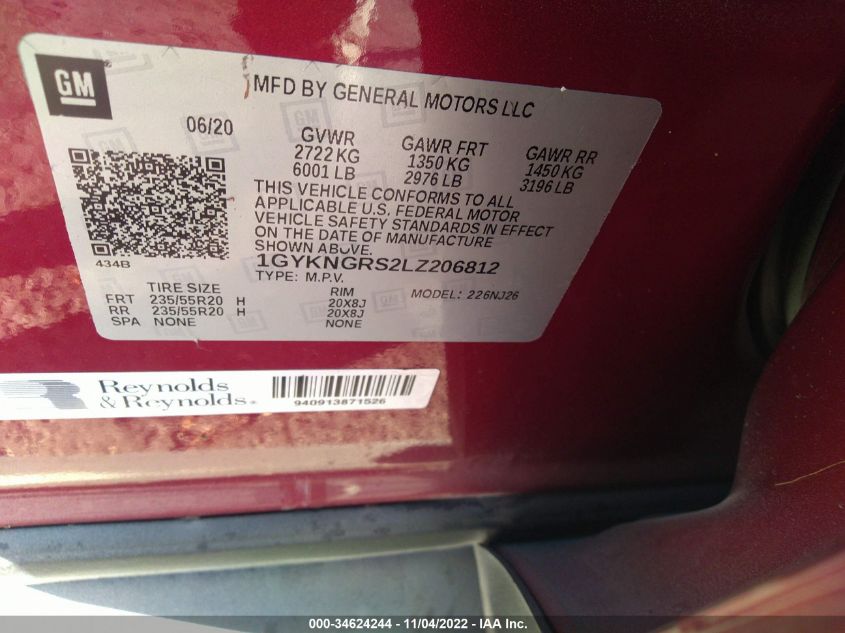 GM
MFD BY GENERAL MOTORS LLC
06/20
GVWR
2722 KG
6001 LB
GAWR FRT
1350 KG
2976 LB
GAWR RR
1450 KG
3196 LB
THIS VEHICLE CONFORMS TO ALL
APPLICABLE U.S. FEDERAL MOTOR
VEHICLE SAFETY STANDARDS IN EFFECT
ON THE DATE OF MANUFACTURE
SHOWN ABOVE.
434B
1GYKNGRS2LZ206812
TYPE: M.P.V.
MODEL: 226NJ26
TIRE SIZE RIM
FRT 235/55R20 H 20X8J
RR 235/55R20 H 20X8J
SPA NONE NONE
Reynolds
& Reynolds®
940913871526
000-34624244 - 11/04/2022 - IAA Inc.